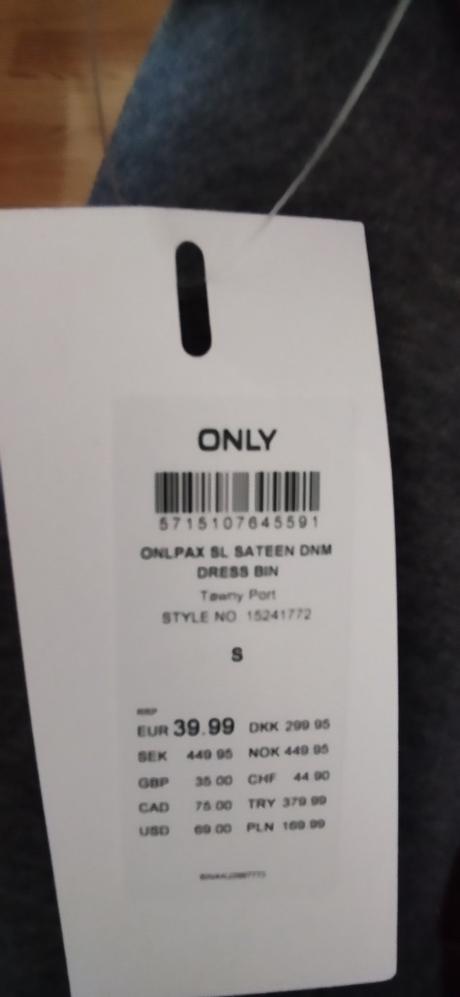 ONLY
5715107645591
ONLPAX SL SATEEN DNM
DRESS BIN
Tawny Port
STYLE NO 15241772
S
RRP
EUR 39.99 DKK 299.95
SEK 449.95 NOK 449.95
GBP 35.00 CHF 44.90
CAD 75.00 TRY 379.99
USD 69.00 PLN 169.99